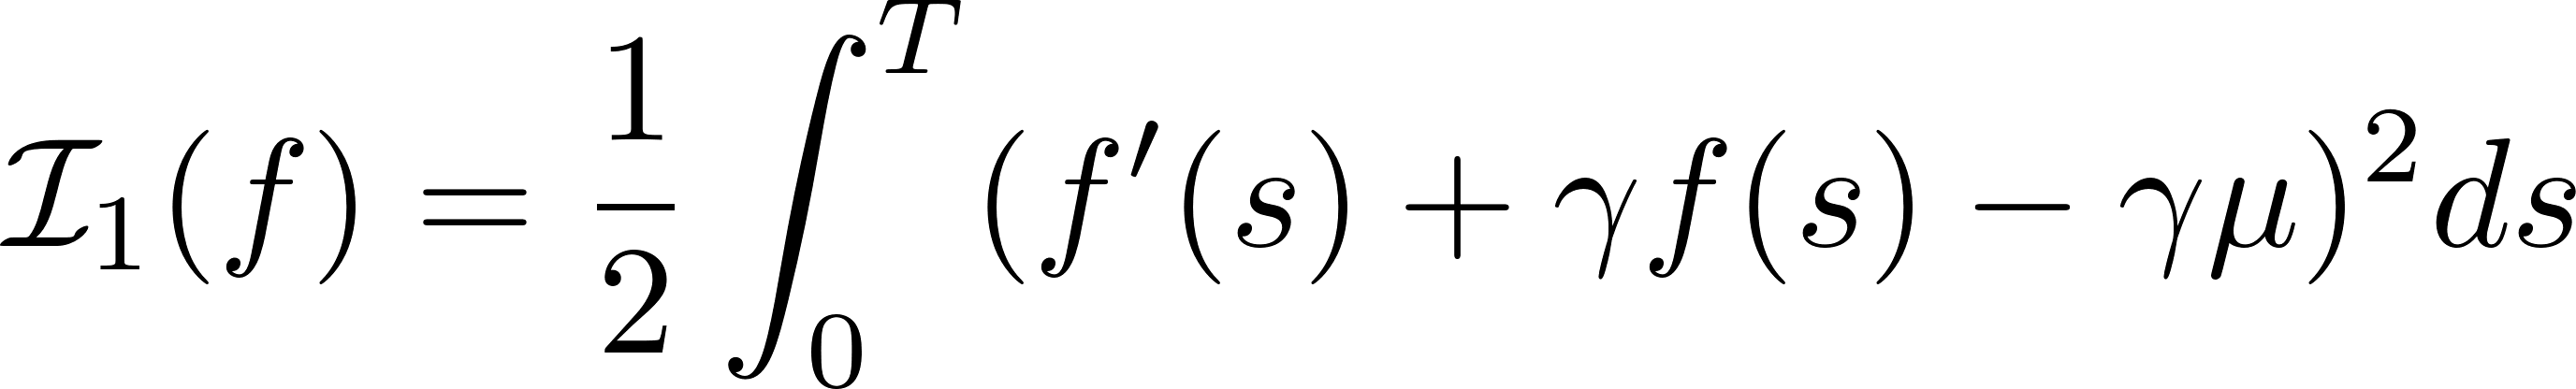 $\mathcal{I}_1(f) = \frac{1}{2} \int_0^T (f'(s) + \gamma f(s) - \gamma\mu)^2 ds$